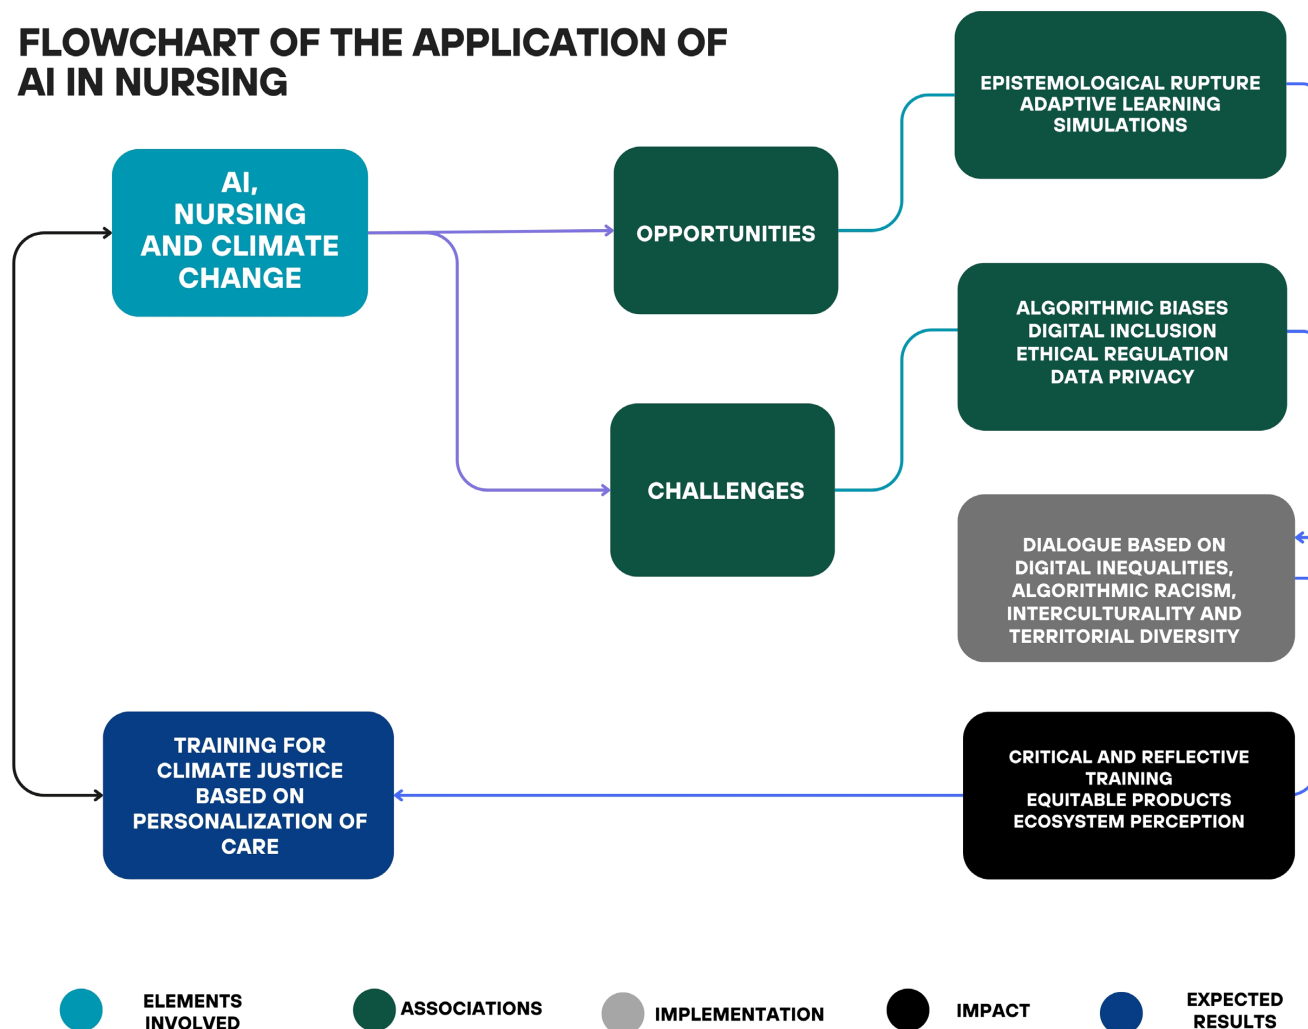 FLOWCHART OF THE APPLICATION OF
AI IN NURSING
AI,
NURSING
AND CLIMATE
CHANGE
OPPORTUNITIES
EPISTEMOLOGICAL RUPTURE
ADAPTIVE LEARNING
SIMULATIONS
CHALLENGES
ALGORITHMIC BIASES
DIGITAL INCLUSION
ETHICAL REGULATION
DATA PRIVACY
DIALOGUE BASED ON
DIGITAL INEQUALITIES,
ALGORITHMIC RACISM,
INTERCULTURALITY AND
TERRITORIAL DIVERSITY
TRAINING FOR
CLIMATE JUSTICE
BASED ON
PERSONALIZATION OF
CARE
CRITICAL AND REFLECTIVE
TRAINING
EQUITABLE PRODUCTS
ECOSYSTEM PERCEPTION
ELEMENTS
INVOLVED
ASSOCIATIONS
IMPLEMENTATION
IMPACT
EXPECTED
RESULTS